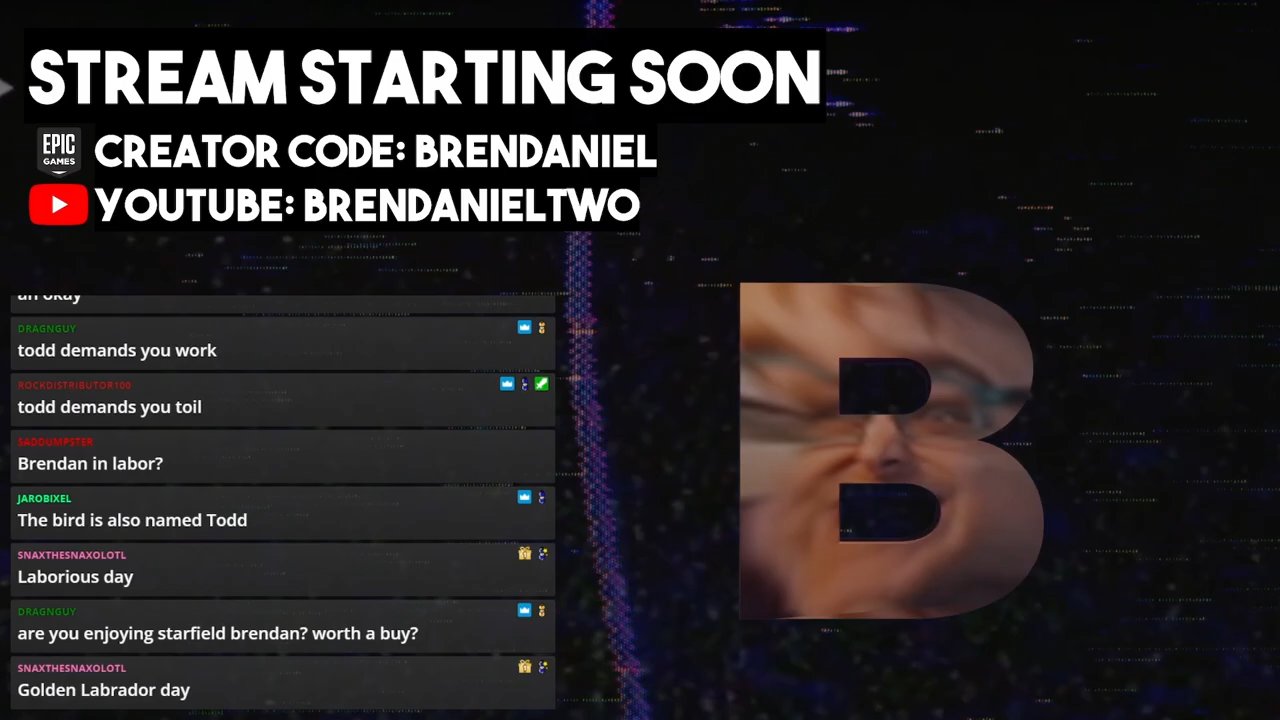 STREAM STARTING SOON
EPIC GAMES CREATOR CODE: BRENDANIEL
YOUTUBE: BRENDANIELTWO
an okay
DRAGNGUY
todd demands you work
ROCKDISTRIBUTOR100
todd demands you toil
SADDUMPSTER
Brendan in labor?
JAROBIXEL
The bird is also named Todd
SNAXTHESNAXOLOTL
Laborious day
DRAGNGUY
are you enjoying starfield brendan? worth a buy?
SNAXTHESNAXOLOTL
Golden Labrador day
B